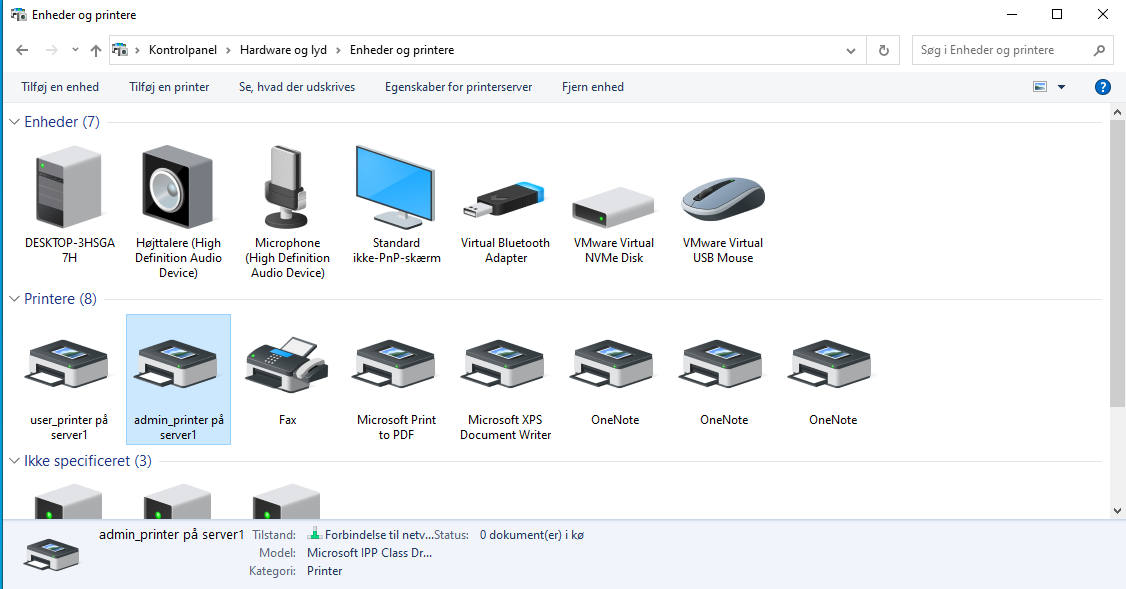 Enheder og printere
Kontrolpanel > Hardware og lyd > Enheder og printere
Søg i Enheder og printere
Tilføj en enhed Tilføj en printer Se, hvad der udskrives Egenskaber for printerserver Fjern enhed
Enheder (7)
DESKTOP-3HSGA
7H
Højttalere (High
Definition Audio
Device)
Microphone
(High Definition
Audio Device)
Standard
ikke-PnP-skærm
Virtual Bluetooth
Adapter
VMware Virtual
NVMe Disk
VMware Virtual
USB Mouse
Printere (8)
user_printer på
server1
admin_printer på
server1
Fax
Microsoft Print
to PDF
Microsoft XPS
Document Writer
OneNote
OneNote
OneNote
Ikke specificeret (3)
admin_printer på server1 Tilstand: Forbindelse til netv... Status: 0 dokument(er) i kø
Model: Microsoft IPP Class Dr...
Kategori: Printer